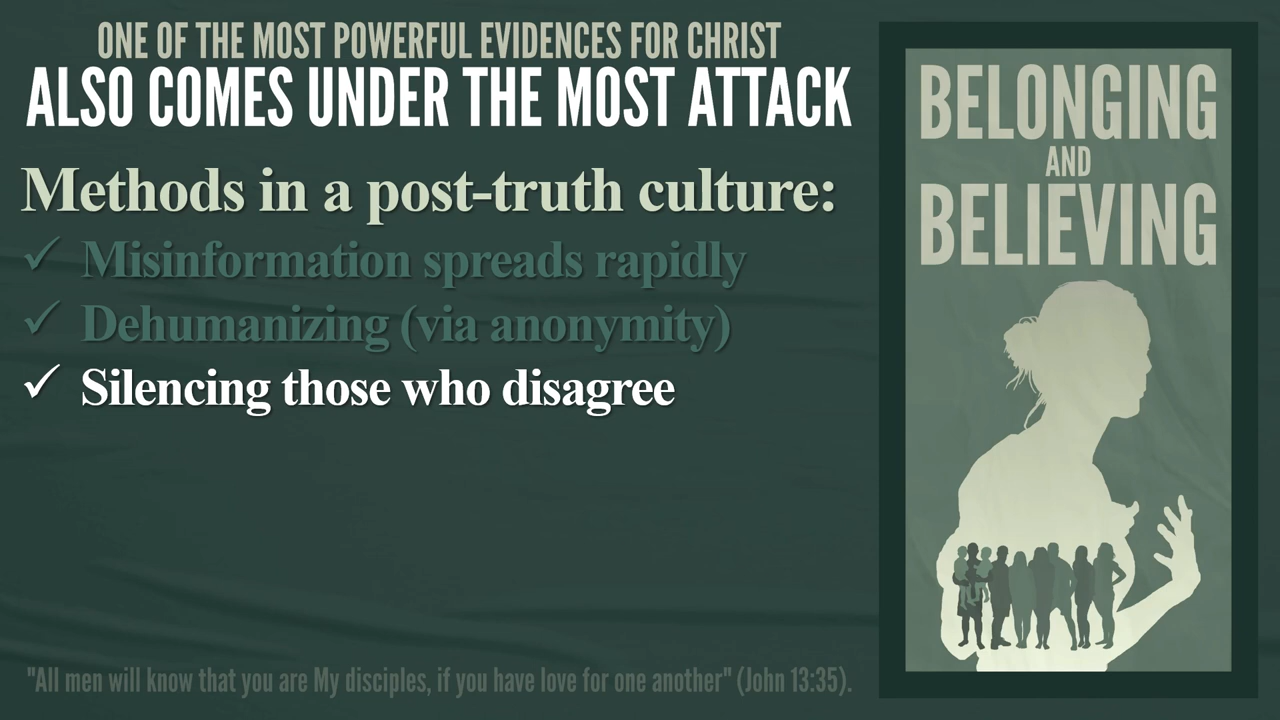 ONE OF THE MOST POWERFUL EVIDENCES FOR CHRIST
ALSO COMES UNDER THE MOST ATTACK
Methods in a post-truth culture:
✓ Misinformation spreads rapidly
✓ Dehumanizing (via anonymity)
✓ Silencing those who disagree
"All men will know that you are My disciples, if you have love for one another" (John 13:35).
BELONGING
AND
BELIEVING